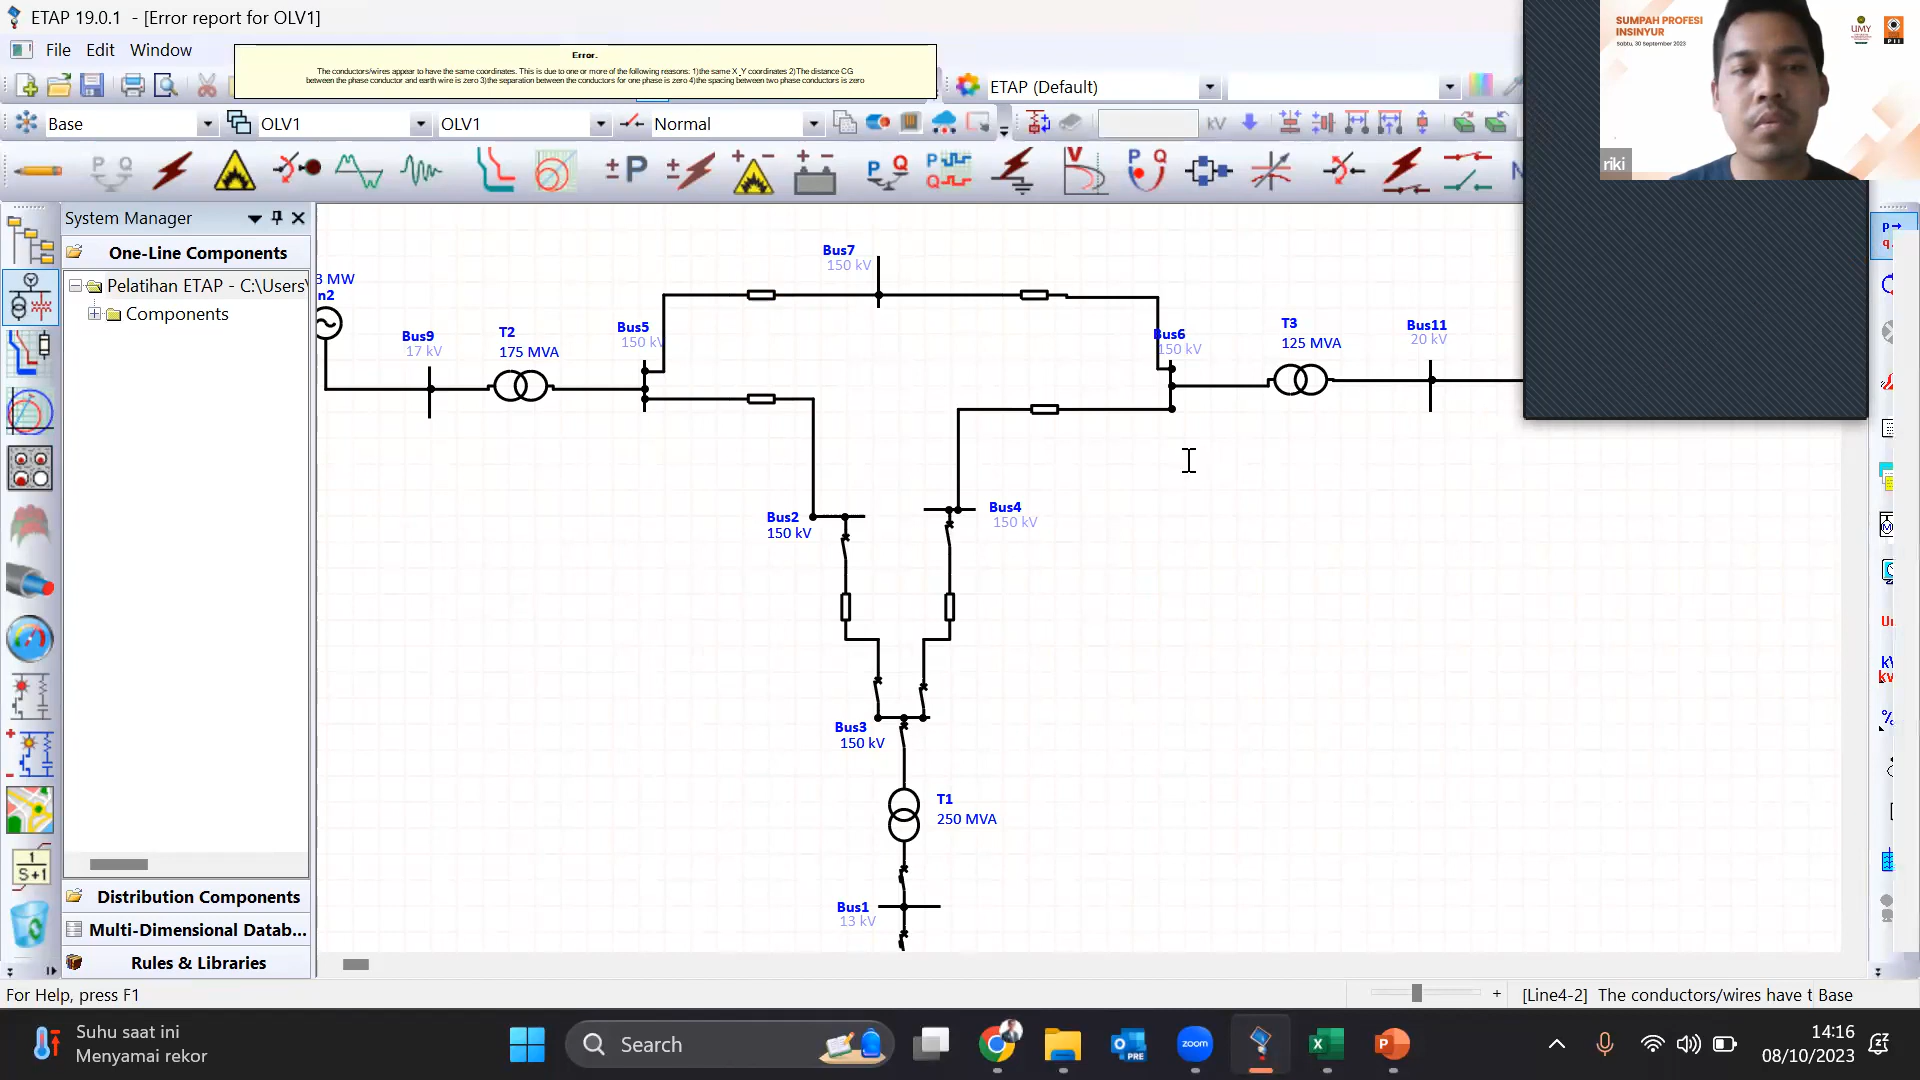 ETAP 19.0.1 - [Error report for OLV1]
File Edit Window
Error.
The conductors/wires appear to have the same coordinates. This is due to one or more of the following reasons: 1)the same X_Y coordinates 2)The distance CG
between the phase conductor and earth wire is zero 3)the separation between the conductors for one phase is zero 4)the spacing between two phase conductors is zero
ETAP (Default)
Base
OLV1
OLV1
Normal
kV
SUMPAH PROFESI
INSINYUR
Sabtu, 30 September 2023
UMY
PII
riki
System Manager
One-Line Components
Pelatihan ETAP - C:\Users\
Components
Distribution Components
Multi-Dimensional Datab...
Rules & Libraries
3 MW
n2
Bus9
17 kV
T2
175 MVA
Bus5
150 kV
Bus7
150 kV
Bus6
150 kV
T3
125 MVA
Bus11
20 kV
Bus2
150 kV
Bus4
150 kV
Bus3
150 kV
T1
250 MVA
Bus1
13 kV
For Help, press F1
[Line4-2] The conductors/wires have t Base
Suhu saat ini
Menyamai rekor
Search
zoom
14:16
08/10/2023